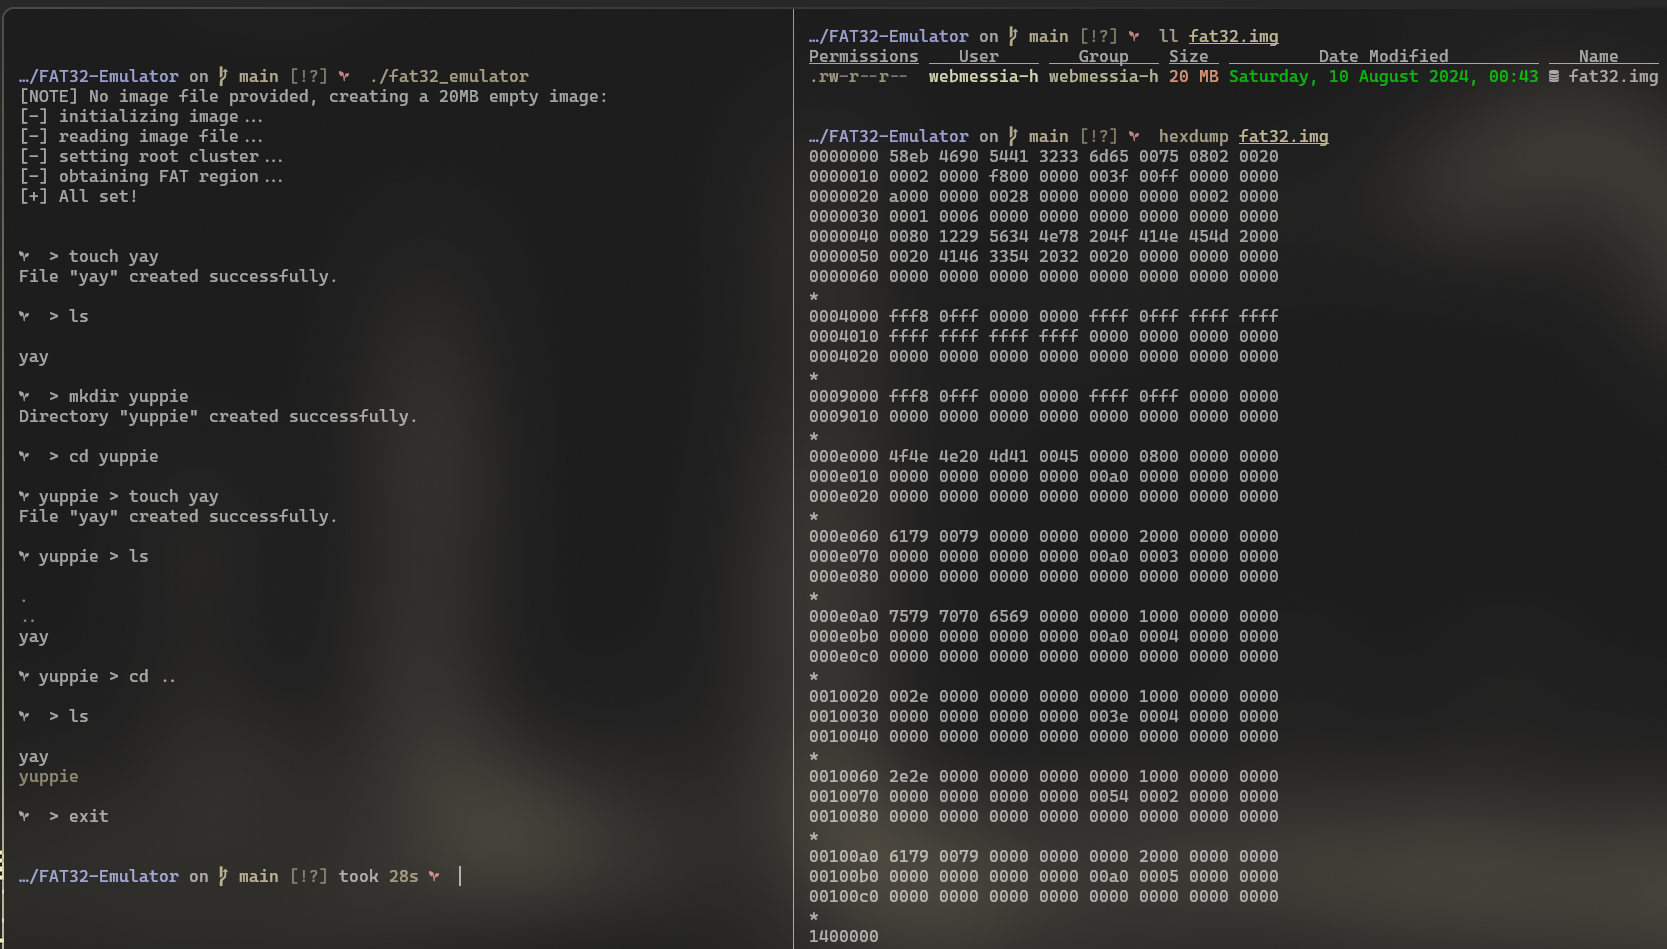 …/FAT32-Emulator on main [!?] ./fat32_emulator
[NOTE] No image file provided, creating a 20MB empty image:
[-] initializing image...
[-] reading image file...
[-] setting root cluster...
[-] obtaining FAT region...
[+] All set!
> touch yay
File "yay" created successfully.
> ls
yay
> mkdir yuppie
Directory "yuppie" created successfully.
> cd yuppie
yuppie > touch yay
File "yay" created successfully.
yuppie > ls
.
..
yay
yuppie > cd ..
> ls
yay
yuppie
> exit
…/FAT32-Emulator on main [!?] took 28s
…/FAT32-Emulator on main [!?] ll fat32.img
Permissions User Group Size Date Modified Name
.rw-r--r-- webmessia-h webmessia-h 20 MB Saturday, 10 August 2024, 00:43 fat32.img
…/FAT32-Emulator on main [!?] hexdump fat32.img
0000000 58eb 4690 5441 3233 6d65 0075 0802 0020
0000010 0002 0000 f800 0000 003f 00ff 0000 0000
0000020 a000 0000 0028 0000 0000 0000 0002 0000
0000030 0001 0006 0000 0000 0000 0000 0000 0000
0000040 0080 1229 5634 4e78 204f 414e 454d 2000
0000050 0020 4146 3354 2032 0020 0000 0000 0000
0000060 0000 0000 0000 0000 0000 0000 0000 0000
*
0004000 fff8 0fff 0000 0000 ffff 0fff ffff ffff
0004010 ffff ffff ffff ffff 0000 0000 0000 0000
0004020 0000 0000 0000 0000 0000 0000 0000 0000
*
0009000 fff8 0fff 0000 0000 ffff 0fff 0000 0000
0009010 0000 0000 0000 0000 0000 0000 0000 0000
*
000e000 4f4e 4e20 4d41 0045 0000 0800 0000 0000
000e010 0000 0000 0000 0000 00a0 0000 0000 0000
000e020 0000 0000 0000 0000 0000 0000 0000 0000
*
000e060 6179 0079 0000 0000 0000 2000 0000 0000
000e070 0000 0000 0000 0000 00a0 0003 0000 0000
000e080 0000 0000 0000 0000 0000 0000 0000 0000
*
000e0a0 7579 7070 6569 0000 0000 1000 0000 0000
000e0b0 0000 0000 0000 0000 00a0 0004 0000 0000
000e0c0 0000 0000 0000 0000 0000 0000 0000 0000
*
0010020 002e 0000 0000 0000 0000 1000 0000 0000
0010030 0000 0000 0000 0000 003e 0004 0000 0000
0010040 0000 0000 0000 0000 0000 0000 0000 0000
*
0010060 2e2e 0000 0000 0000 0000 1000 0000 0000
0010070 0000 0000 0000 0000 0054 0002 0000 0000
0010080 0000 0000 0000 0000 0000 0000 0000 0000
*
00100a0 6179 0079 0000 0000 0000 2000 0000 0000
00100b0 0000 0000 0000 0000 00a0 0005 0000 0000
00100c0 0000 0000 0000 0000 0000 0000 0000 0000
*
1400000